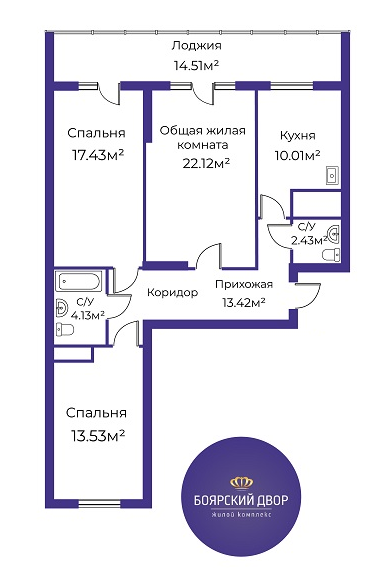 Лоджия
14.51м²
Спальня
17.43м²
Общая жилая
комната
22.12м²
Кухня
10.01м²
С/У
2.43м²
С/У
4.13м²
Коридор
Прихожая
13.42м²
Спальня
13.53м²
БОЯРСКИЙ ДВОР
ЖИЛОЙ КОМПЛЕКС